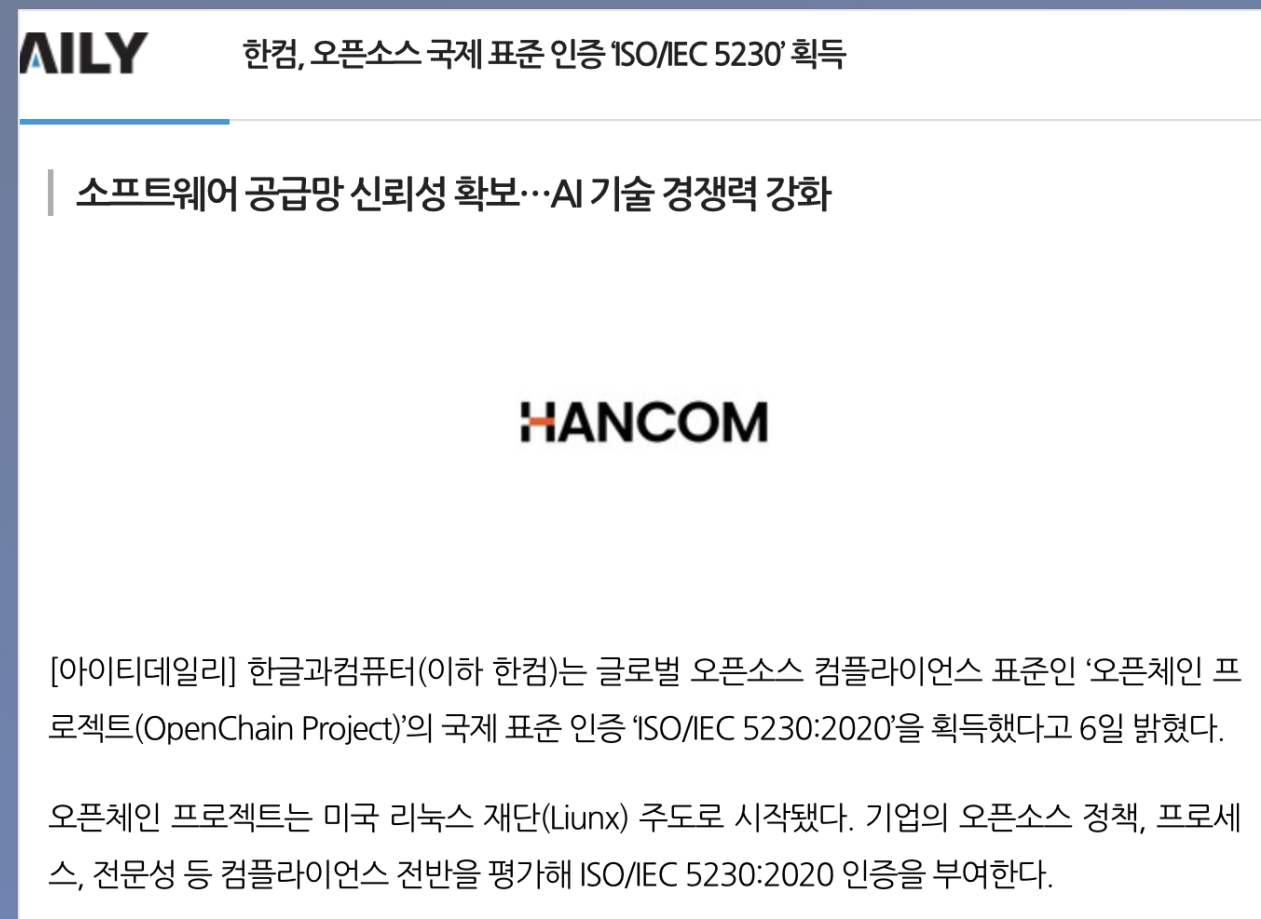 AILY
한컴, 오픈소스 국제 표준 인증 ‘ISO/IEC 5230’ 획득
소프트웨어 공급망 신뢰성 확보…AI 기술 경쟁력 강화
HANCOM
[아이티데일리] 한글과컴퓨터(이하 한컴)는 글로벌 오픈소스 컴플라이언스 표준인 ‘오픈체인 프
로젝트(OpenChain Project)’의 국제 표준 인증 ‘ISO/IEC 5230:2020’을 획득했다고 6일 밝혔다.
오픈체인 프로젝트는 미국 리눅스 재단(Liunx) 주도로 시작됐다. 기업의 오픈소스 정책, 프로세
스, 전문성 등 컴플라이언스 전반을 평가해 ISO/IEC 5230:2020 인증을 부여한다.